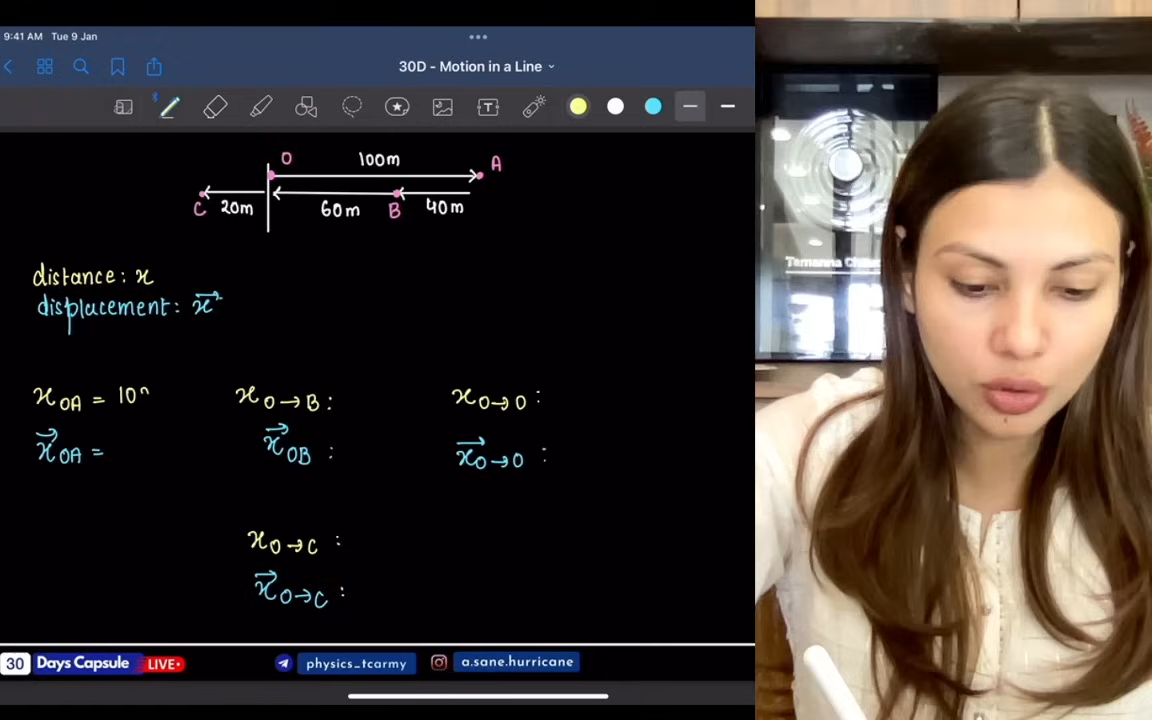 9:41 AM Tue 9 Jan
30D - Motion in a Line
T
O 100m A
C 20m 60m B 40m
distance: x
displacement: x⃗
x_OA = 10
x_O→B :
x_O→O :
x⃗_OA =
x⃗_OB :
x⃗_O→O :
x_O→C :
x⃗_O→C :
30 Days Capsule LIVE
physics_tcarmy
a.sane.hurricane
Tamanna